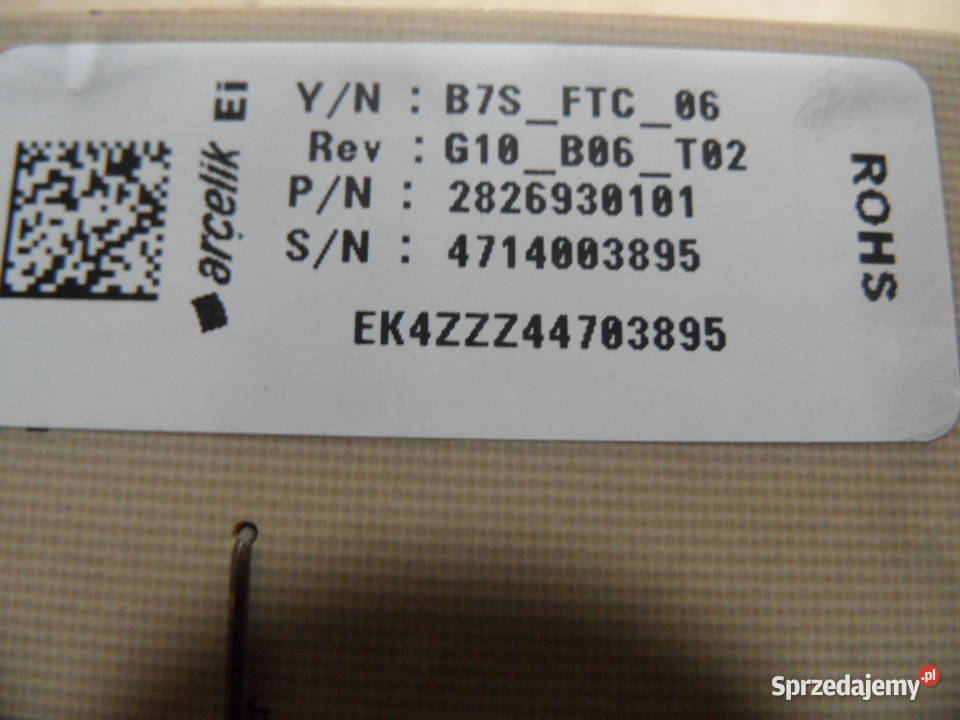 Y/N : B7S_FTC_06
Rev : G10_B06_T02
P/N : 2826930101
S/N : 4714003895
EK4ZZZ44703895
arçelik Ei
ROHS
Sprzedajemy.pl